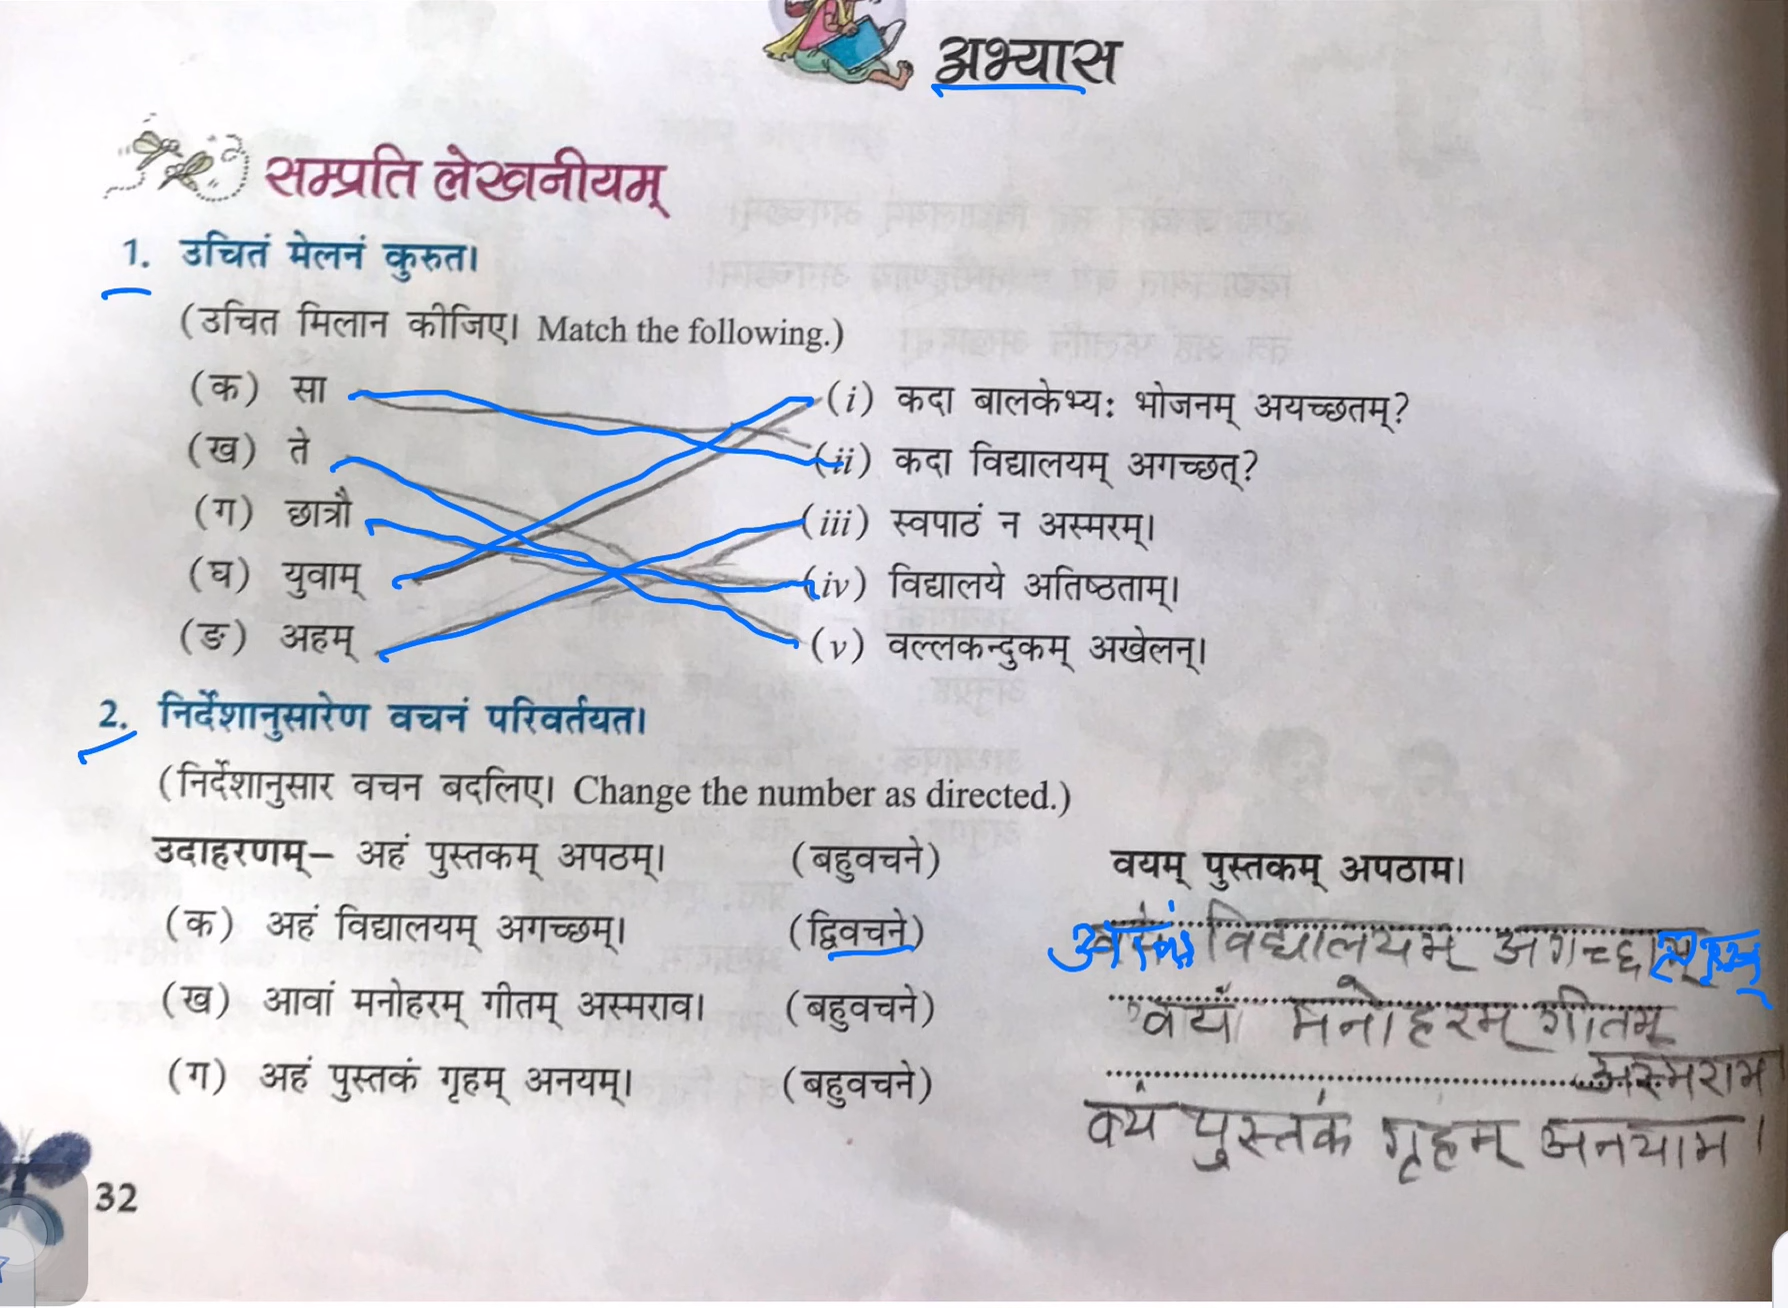 अभ्यास
सम्प्रति लेखनीयम्
1. उचितं मेलनं कुरुत।
(उचित मिलान कीजिए। Match the following.)
(क) सा (i) कदा बालकेभ्यः भोजनम् अयच्छतम्?
(ख) ते (ii) कदा विद्यालयम् अगच्छत्?
(ग) छात्रौ (iii) स्वपाठं न अस्मरम्।
(घ) युवाम् (iv) विद्यालये अतिष्ठताम्।
(ङ) अहम् (v) वल्लकन्दुकम् अखेलन्।
2. निर्देशानुसारेण वचनं परिवर्तयत।
(निर्देशानुसार वचन बदलिए। Change the number as directed.)
उदाहरणम्– अहं पुस्तकम् अपठम्। (बहुवचने) वयम् पुस्तकम् अपठाम।
(क) अहं विद्यालयम् अगच्छम्। (द्विवचने) विद्यालयम्
(ख) आवां मनोहरम् गीतम् अस्मराव। (बहुवचने) वयं मनोहरम् गीतम्
अस्मराम
(ग) अहं पुस्तकं गृहम् अनयम्। (बहुवचने)
वयं पुस्तकं गृहम् अनयाम।
32